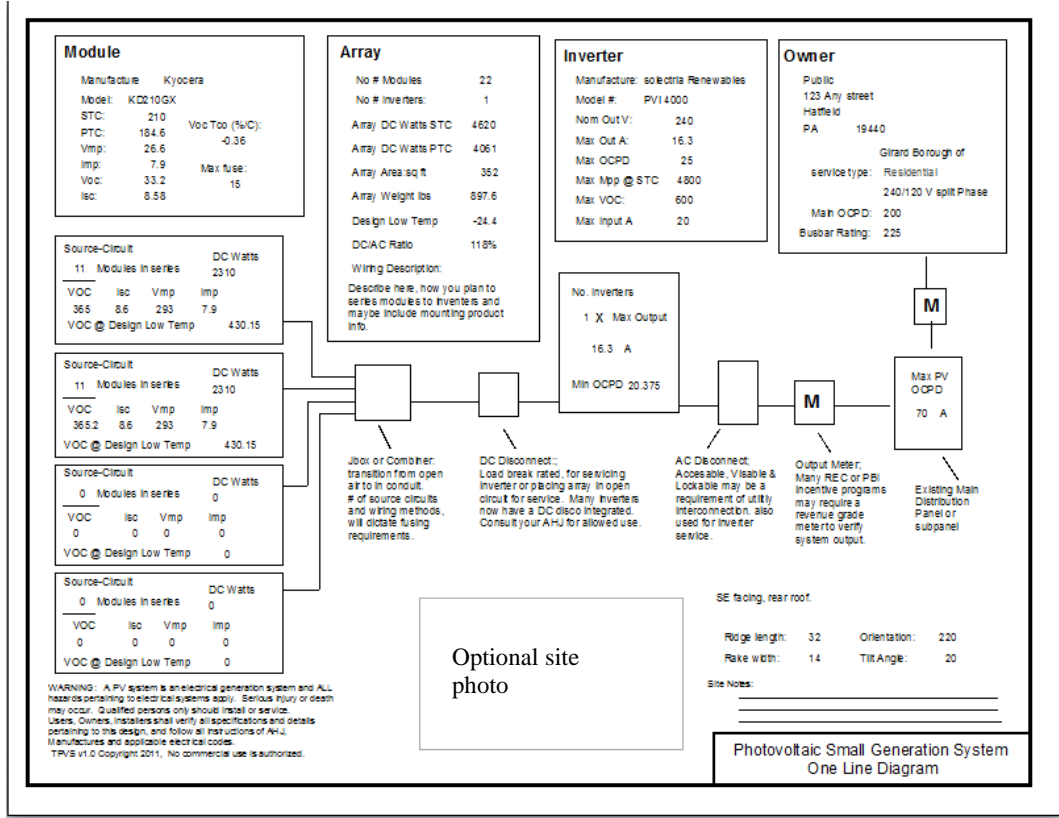 Module
Manufacture Kyocera
Model: KD210GX
STC: 210
PTC: 184.6
Vmp: 26.6
Imp: 7.9
Voc: 33.2
Isc: 8.58
Voc Tco (%/C):
-0.36
Max fuse:
15
Array
No # Modules 22
No # Inverters: 1
Array DC Watts STC 4620
Array DC Watts PTC 4061
Array Area:sq ft 352
Array Weight lbs 897.6
Design Low Temp -24.4
DC/AC Ratio 118%
Wiring Description:
Describe here, how you plan to
series modules to inventers and
maybe include mounting product
info.
Inverter
Manufacture: solectria Renewables
Model #: PVI 4000
Nom Out V: 240
Max Out A: 16.3
Max OCPD 25
Max Mpp @ STC 4800
Max VOC: 600
Max Input A 20
Owner
Public
123 Any street
Hatfield
PA 19440
Girard Borough of
service type: Residential
240/120 V split Phase
Main OCPD: 200
Busbar Rating: 225
Source-Circuit DC Watts
11 Modules in series 2310
VOC Isc Vmp Imp
365 8.6 293 7.9
VOC @ Design Low Temp 430.15
Source-Circuit DC Watts
11 Modules in series 2310
VOC Isc Vmp Imp
365.2 8.6 293 7.9
VOC @ Design Low Temp 430.15
Source-Circuit DC Watts
0 Modules in series 0
VOC Isc Vmp Imp
0 0 0 0
VOC @ Design Low Temp 0
Source-Circuit DC Watts
0 Modules in series 0
VOC Isc Vmp Imp
0 0 0 0
VOC @ Design Low Temp 0
No. Inverters
1 X Max Output
16.3 A
Min OCPD 20.375
M
M
Max PV
OCPD
70 A
Jbox or Combiner:
transition from open
air to in conduit.
# of source circuits
and wiring methods,
will dictate fusing
requirements.
DC Disconnect:;
Load break rated, for servicing
Inverter or placing array in open
circuit for service. Many inverters
now have a DC disco integrated.
Consult your AHJ for allowed use.
AC Disconnect;
Accesable, Visable &
Lockable may be a
requirement of utility
interconnection. also
used for inverter
service.
Output Meter;
Many REC or PBI
incentive programs
may require a
revenue grade
meter to verify
system output.
Existing Main
Distribution
Panel or
subpanel
Optional site
photo
SE facing, rear roof.
Ridge length: 32 Orientation: 220
Rake width: 14 Tilt Angle: 20
Site Notes:
WARNING: A PV system is an electrical generation system and ALL
hazards pertaining to electrical systems apply. Serious injury or death
may occur. Qualified persons only should install or service.
Users, Owners, Installers shall verify all specifications and details
pertaining to this design, and follow all instructions of AHJ,
Manufactures and applicable electrical codes.
TPVS v1.0 Copyright 2011, No commercial use is authorized.
Photovoltaic Small Generation System
One Line Diagram